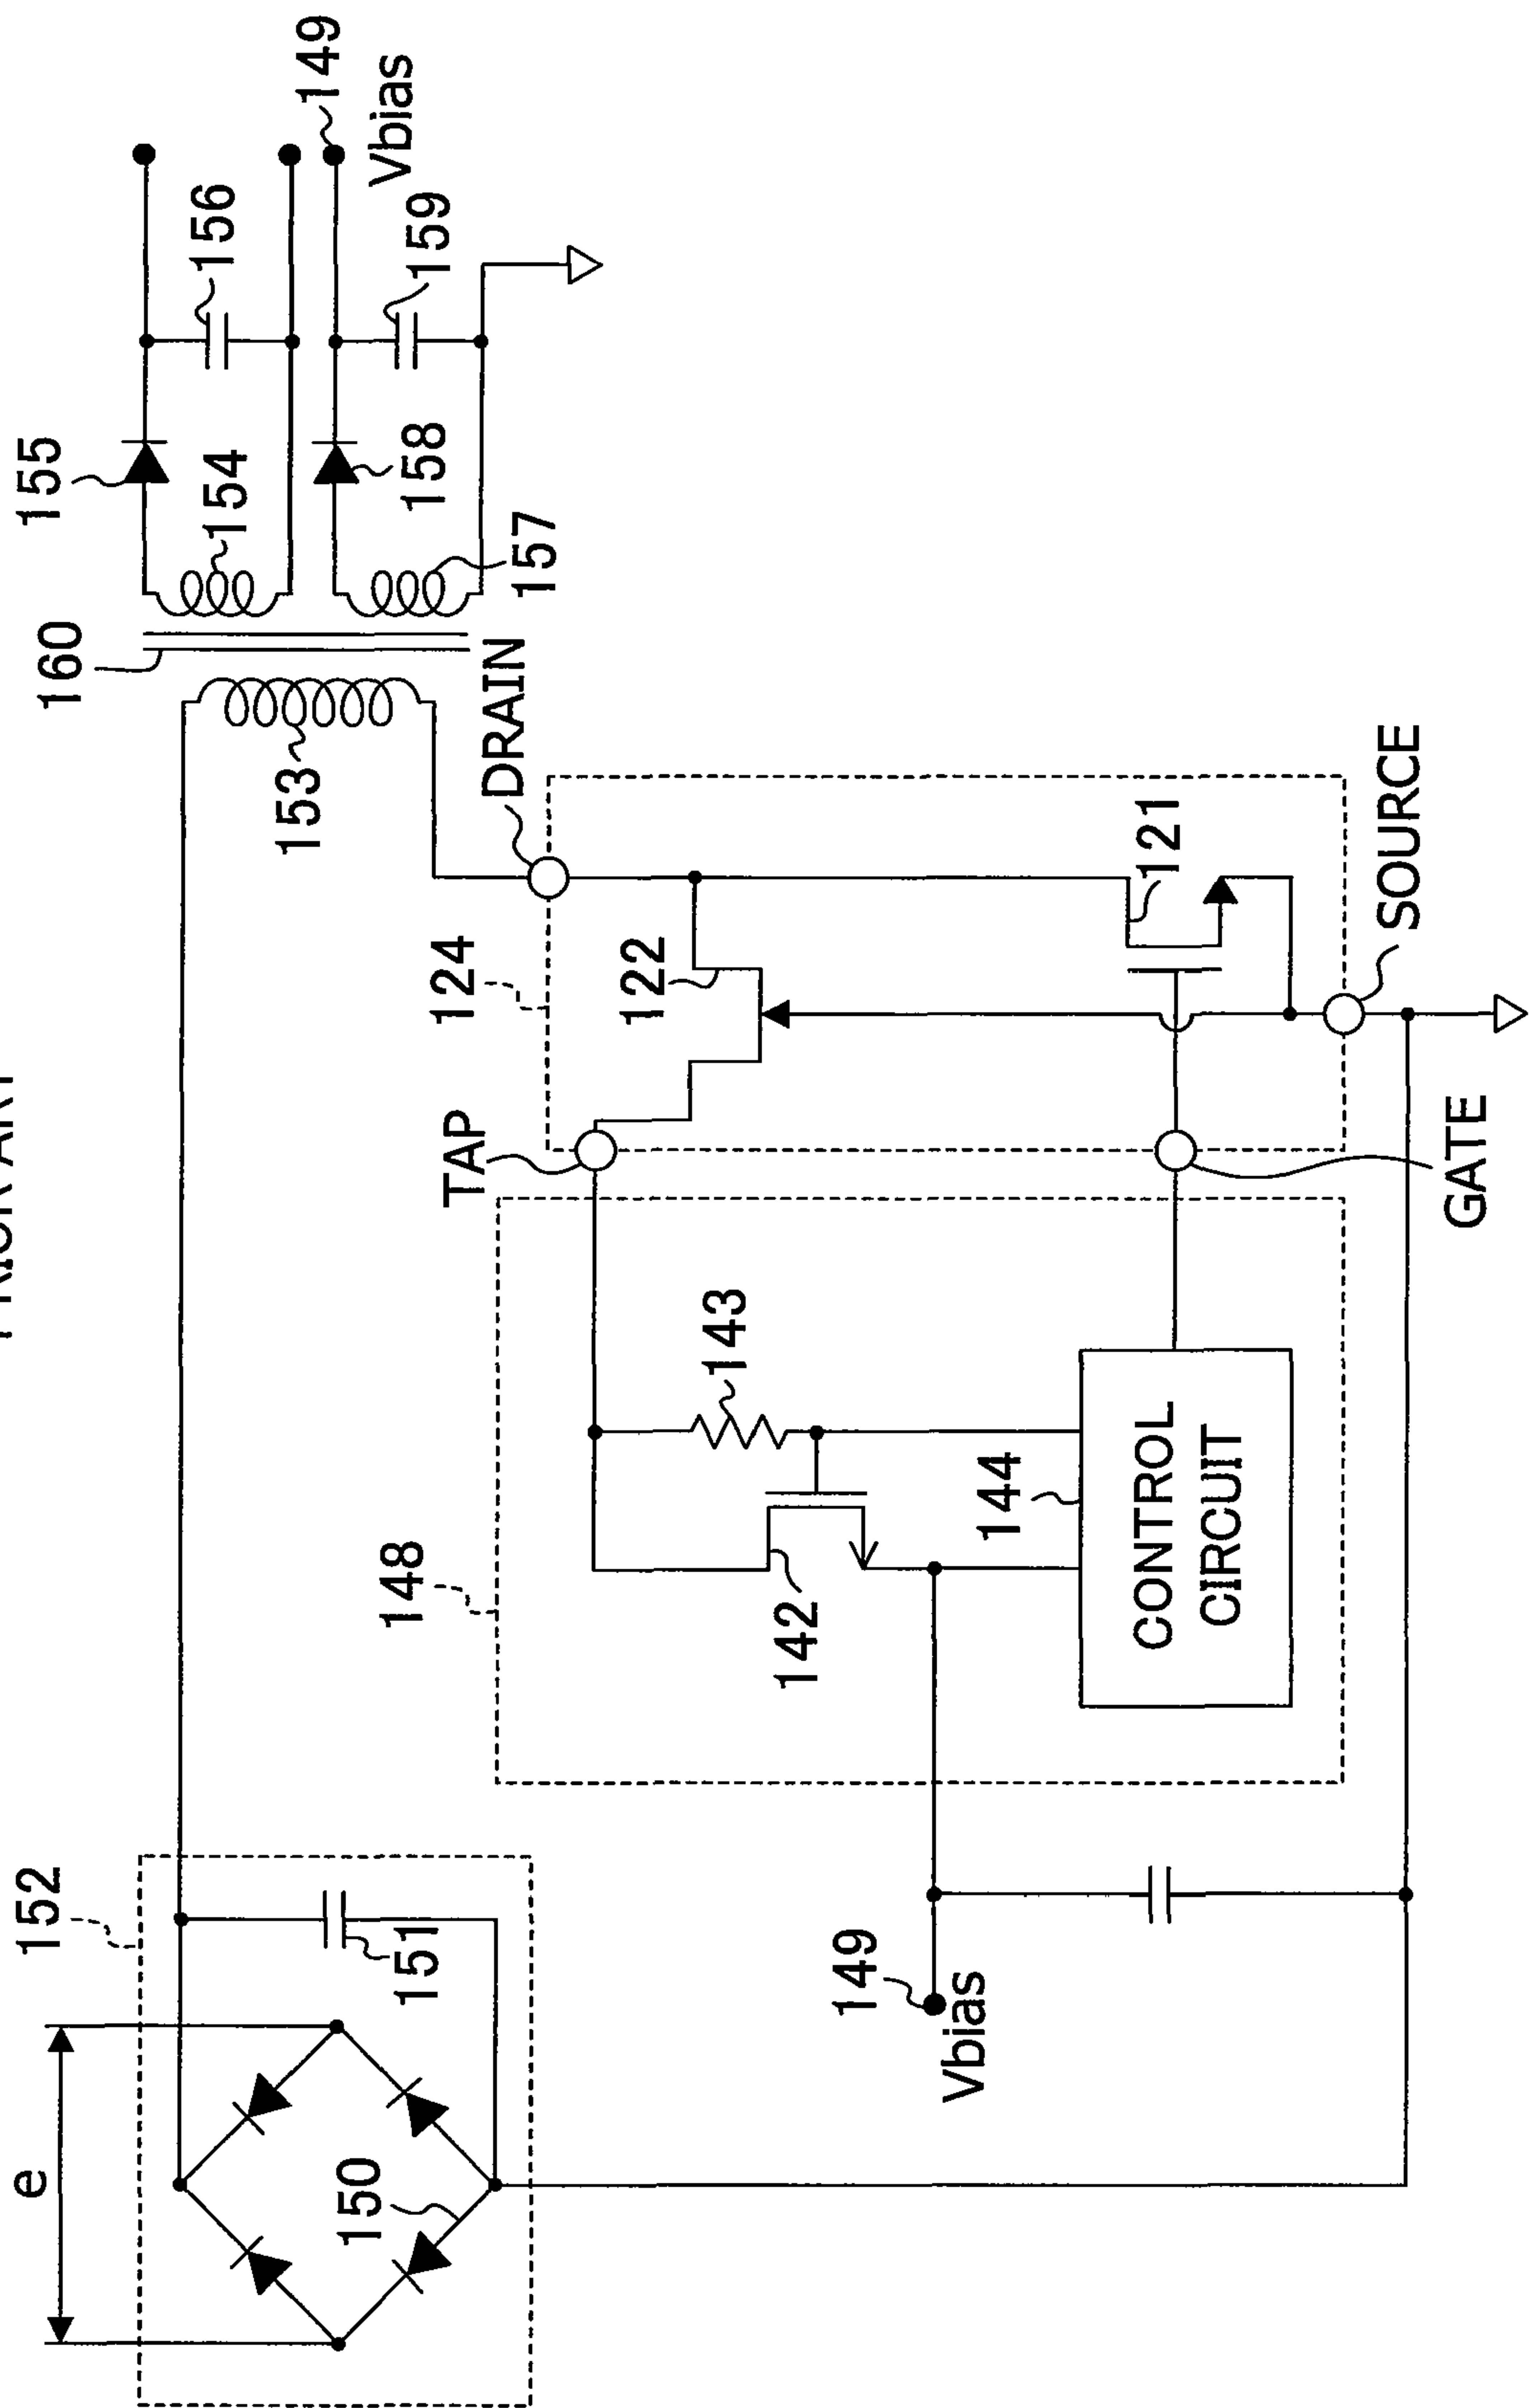 PRIOR ART
e
152
150
151
149
Vbias
148
142
143
144
CONTROL
CIRCUIT
TAP
GATE
124
122
121
DRAIN
SOURCE
153
160
155
154
156
158
157
159
149
Vbias